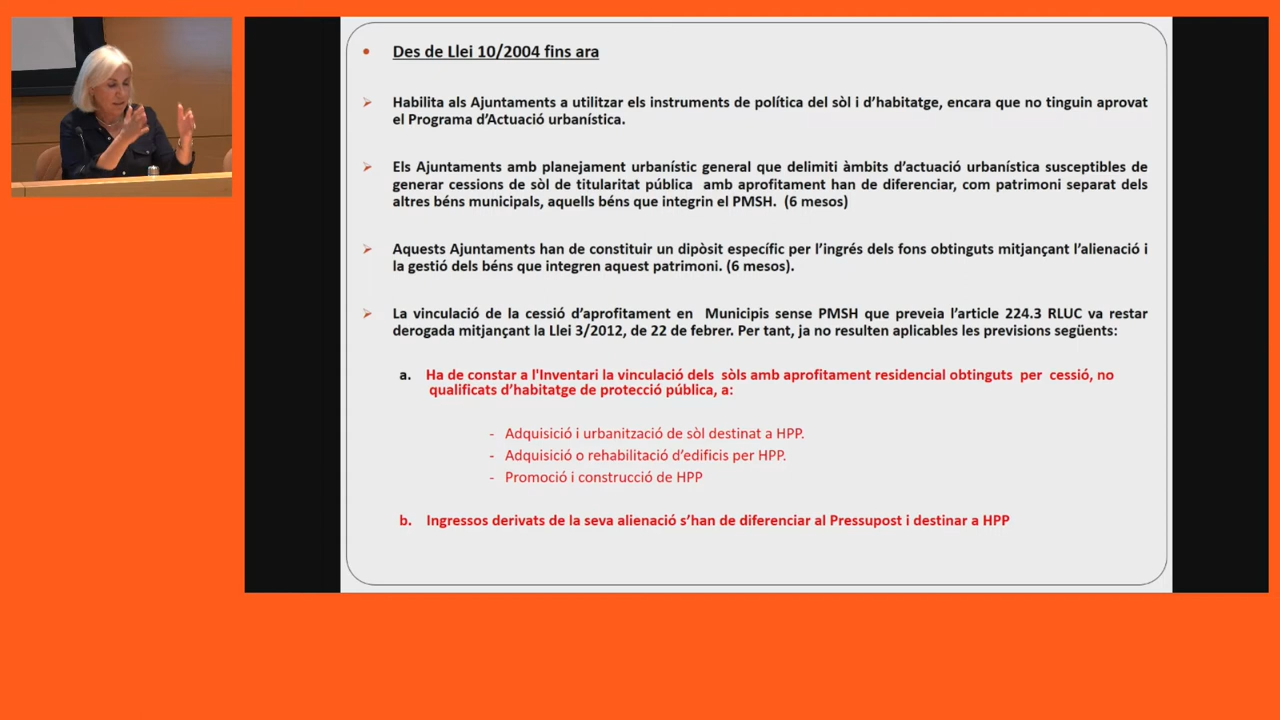 Des de Llei 10/2004 fins ara
Habilita als Ajuntaments a utilitzar els instruments de política del sòl i d'habitatge, encara que no tinguin aprovat
el Programa d'Actuació urbanística.
Els Ajuntaments amb planejament urbanístic general que delimiti àmbits d'actuació urbanística susceptibles de
generar cessions de sòl de titularitat pública amb aprofitament han de diferenciar, com patrimoni separat dels
altres béns municipals, aquells béns que integrin el PMSH. (6 mesos)
Aquests Ajuntaments han de constituir un dipòsit específic per l'ingrés dels fons obtinguts mitjançant l'alienació i
la gestió dels béns que integren aquest patrimoni. (6 mesos).
La vinculació de la cessió d'aprofitament en Municipis sense PMSH que preveia l'article 224.3 RLUC va restar
derogada mitjançant la Llei 3/2012, de 22 de febrer. Per tant, ja no resulten aplicables les previsions següents:
a. Ha de constar a l'Inventari la vinculació dels sòls amb aprofitament residencial obtinguts per cessió, no
qualificats d'habitatge de protecció pública, a:
- Adquisició i urbanització de sòl destinat a HPP.
- Adquisició o rehabilitació d'edificis per HPP.
- Promoció i construcció de HPP
b. Ingressos derivats de la seva alienació s'han de diferenciar al Pressupost i destinar a HPP